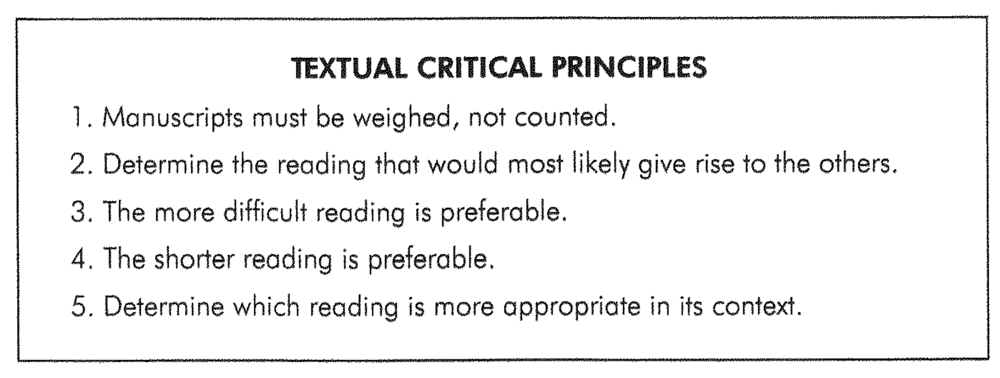 TEXTUAL CRITICAL PRINCIPLES
1. Manuscripts must be weighed, not counted.
2. Determine the reading that would most likely give rise to the others.
3. The more difficult reading is preferable.
4. The shorter reading is preferable.
5. Determine which reading is more appropriate in its context.